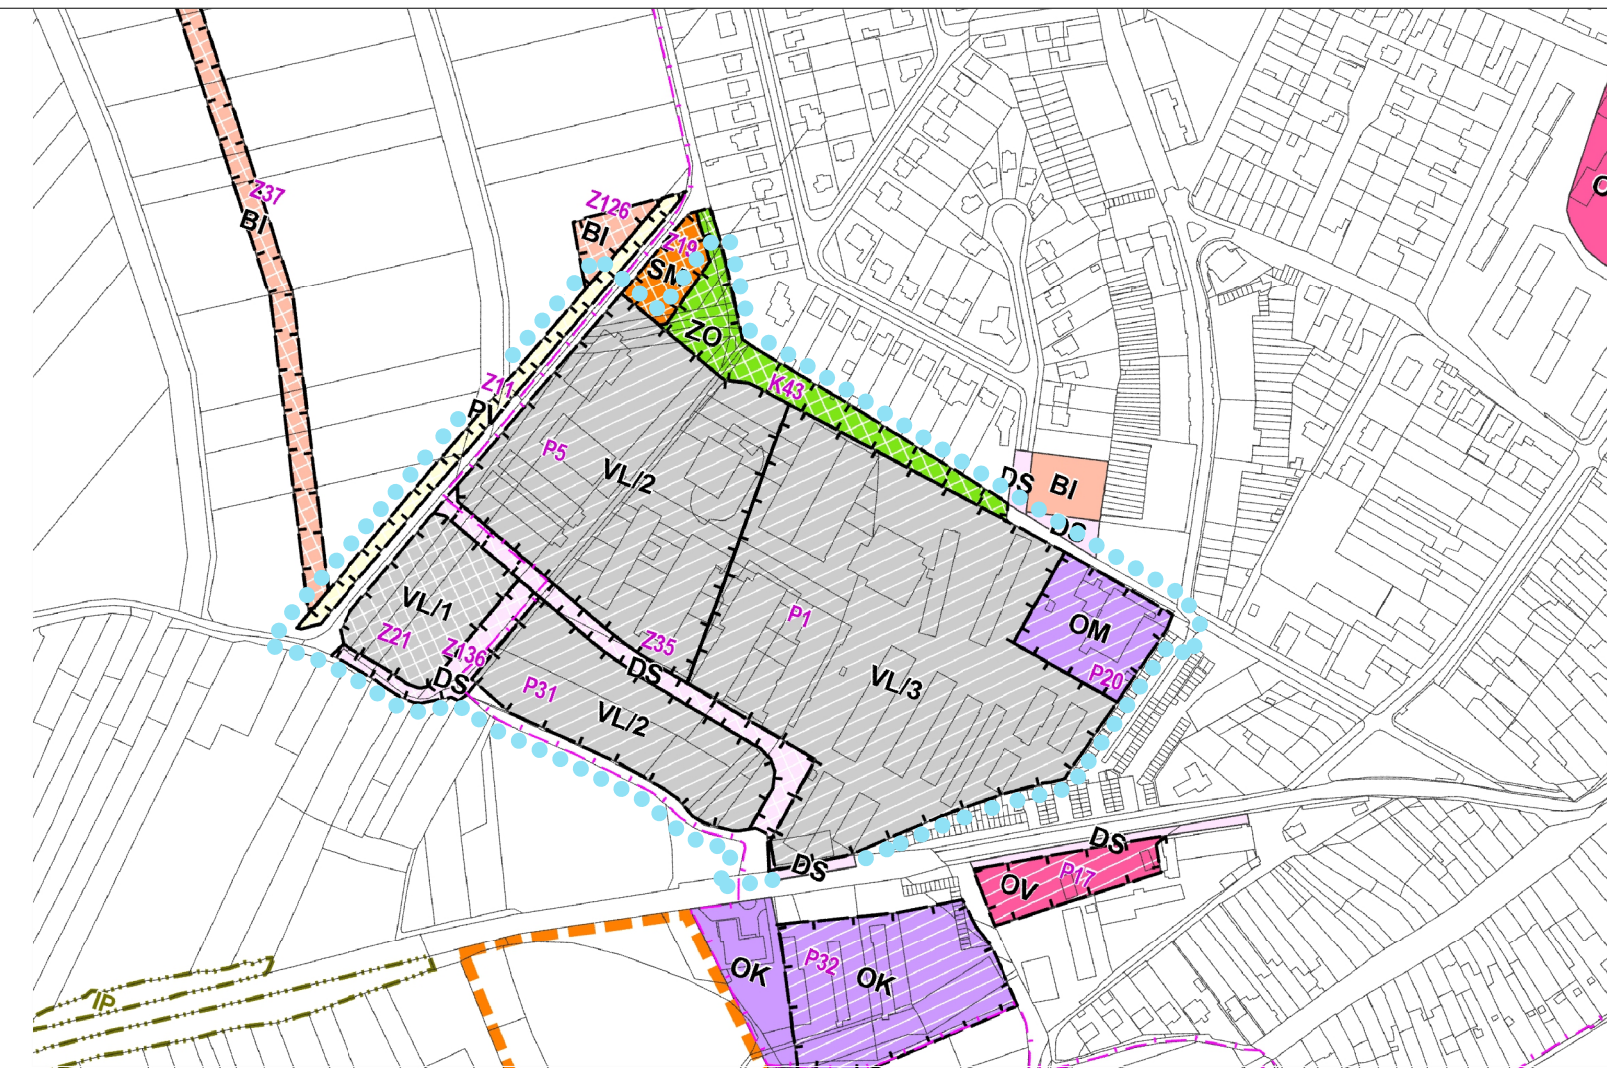 Z37
BI
Z126
BI
Z19
SM
ZO
K43
Z11
PV
P5
VL/2
DS
BI
DS
VL/1
Z21
Z136
DS
Z35
DS
P1
OM
P20
VL/3
P31
VL/2
DS
DS
P17
OV
OK
P32
OK
IP